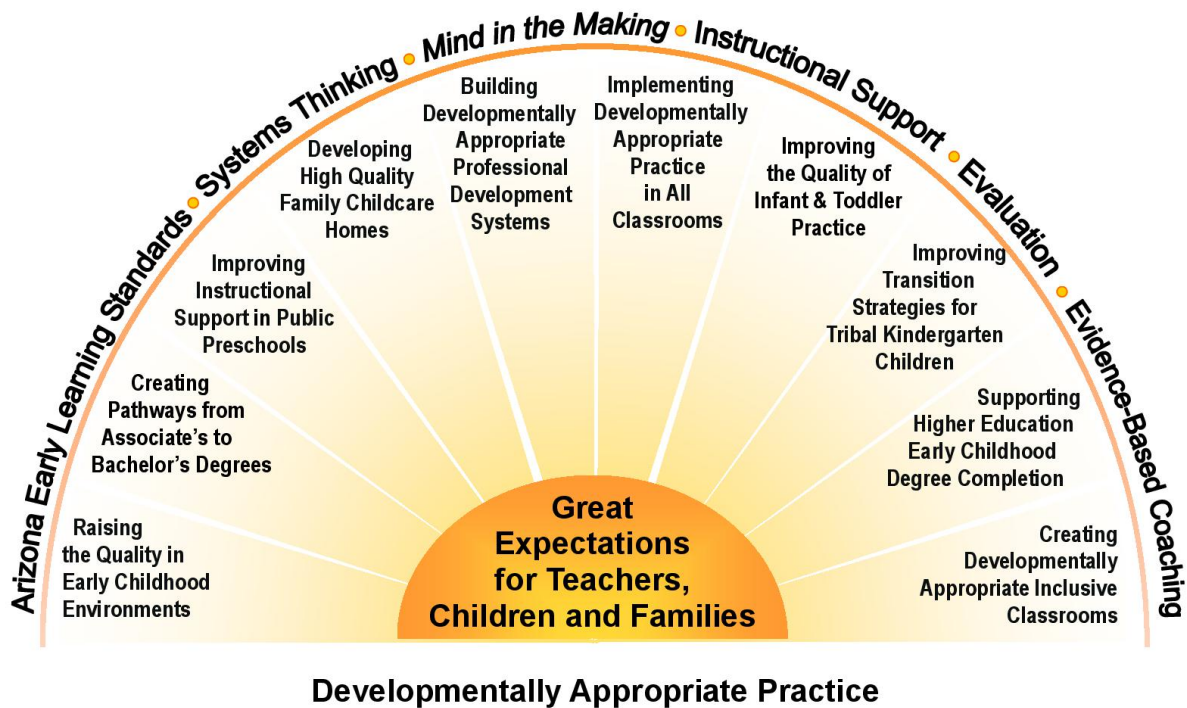 Arizona Early Learning Standards • Systems Thinking • Mind in the Making • Instructional Support • Evaluation • Evidence-Based Coaching
Raising
the Quality in
Early Childhood
Environments
Creating
Pathways from
Associate's to
Bachelor's Degrees
Improving
Instructional
Support in Public
Preschools
Developing
High Quality
Family Childcare
Homes
Building
Developmentally
Appropriate
Professional
Development
Systems
Implementing
Developmentally
Appropriate
Practice
in All
Classrooms
Improving
the Quality of
Infant & Toddler
Practice
Improving
Transition
Strategies for
Tribal Kindergarten
Children
Supporting
Higher Education
Early Childhood
Degree Completion
Creating
Developmentally
Appropriate Inclusive
Classrooms
Great
Expectations
for Teachers,
Children and Families
Developmentally Appropriate Practice